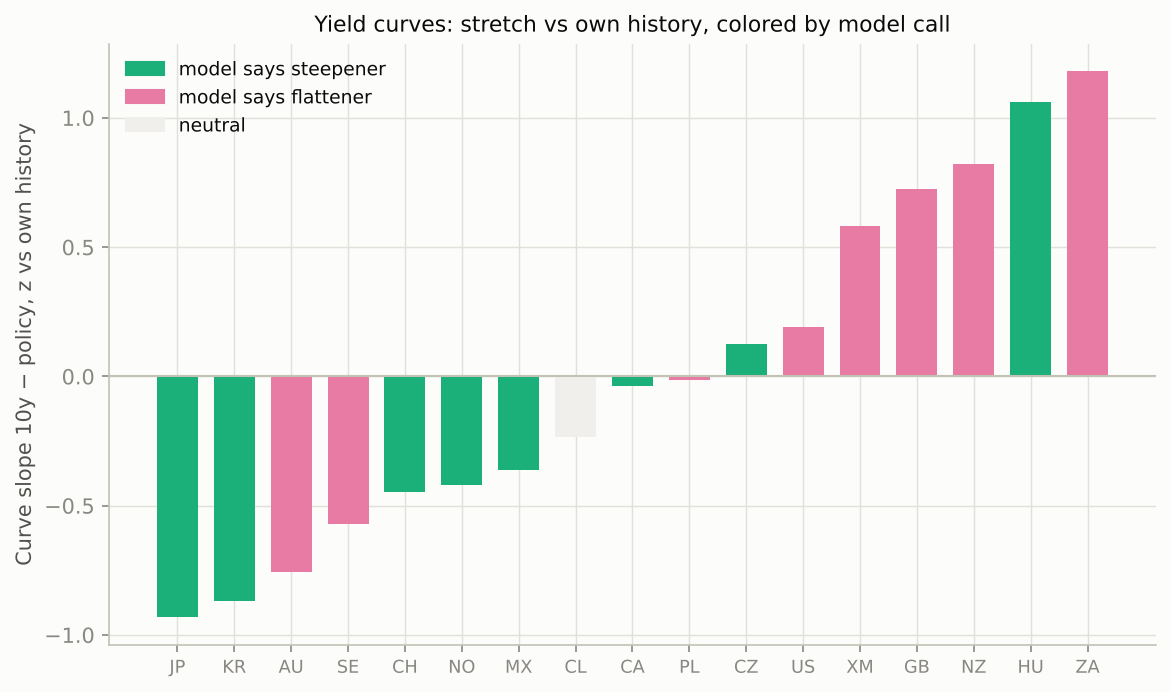 Yield curves: stretch vs own history, colored by model call
model says steepener
model says flattener
neutral
Curve slope 10y − policy, z vs own history
1.0
0.5
0.0
−0.5
−1.0
JP KR AU SE CH NO MX CL CA PL CZ US XM GB NZ HU ZA